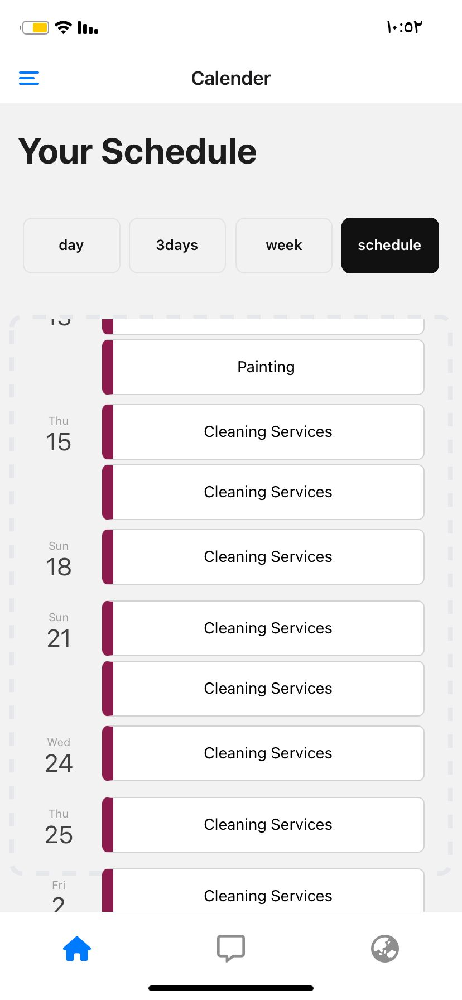 ١٠:٥٢
Calender
Your Schedule
day 3days week schedule
Painting
Thu
15
Cleaning Services
Cleaning Services
Sun
18
Cleaning Services
Sun
21
Cleaning Services
Cleaning Services
Wed
24
Cleaning Services
Thu
25
Cleaning Services
Fri
2
Cleaning Services